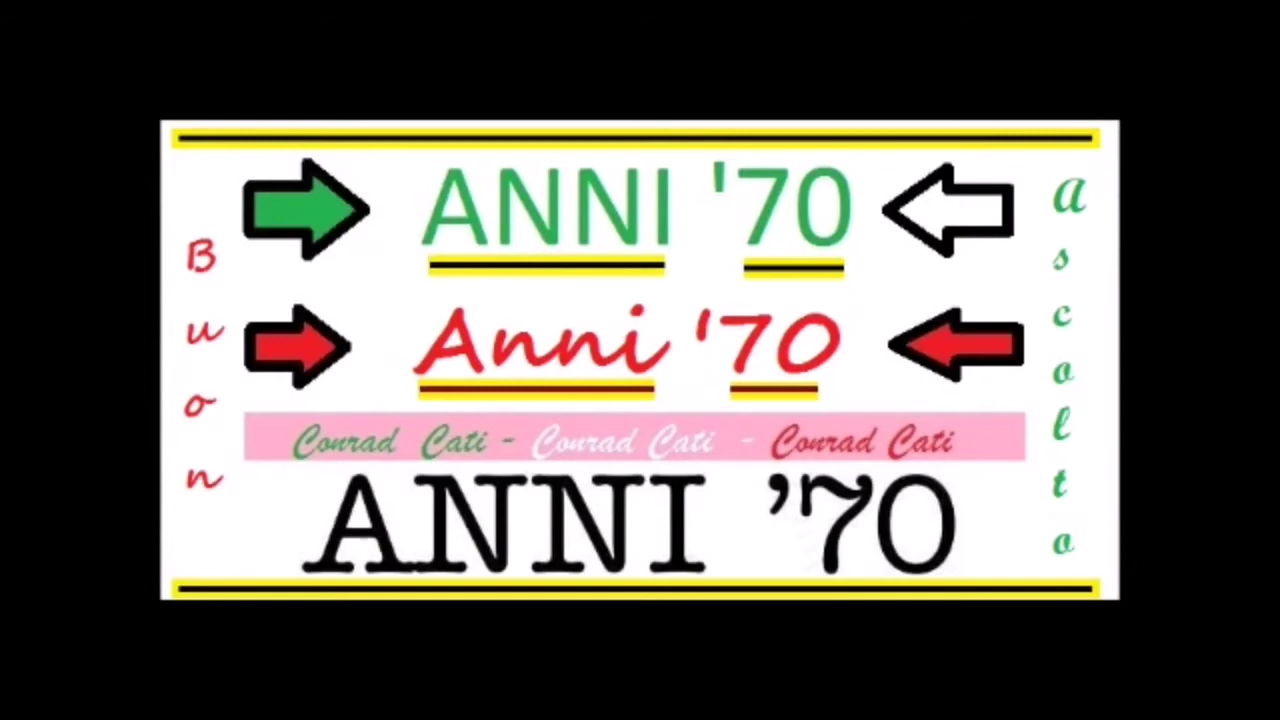 ANNI '70
Buon
Anni '70
Ascolto
Conrad Cati - Conrad Cati - Conrad Cati
ANNI '70